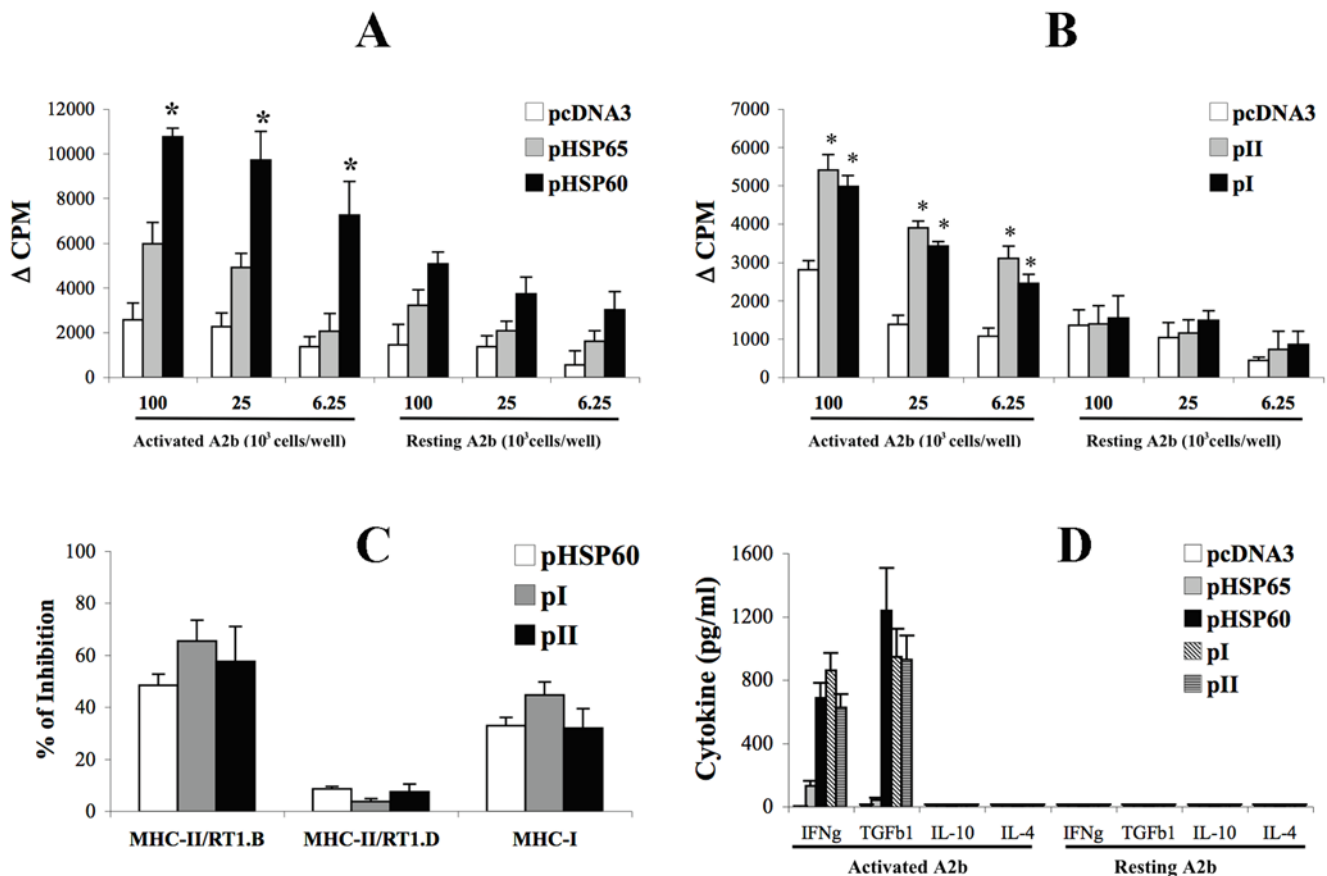 A
12000
10000
8000
6000
4000
2000
0
Δ CPM
* * *
pcDNA3
pHSP65
pHSP60
100 25 6.25 100 25 6.25
Activated A2b (10³ cells/well) Resting A2b (10³cells/well)
B
7000
6000
5000
4000
3000
2000
1000
0
Δ CPM
* * * * * *
pcDNA3
pII
pI
100 25 6.25 100 25 6.25
Activated A2b (10³ cells/well) Resting A2b (10³cells/well)
C
100
80
60
40
20
0
% of Inhibition
pHSP60
pI
pII
MHC-II/RT1.B MHC-II/RT1.D MHC-I
D
1600
1200
800
400
0
Cytokine (pg/ml)
pcDNA3
pHSP65
pHSP60
pI
pII
IFNg TGFb1 IL-10 IL-4 IFNg TGFb1 IL-10 IL-4
Activated A2b Resting A2b